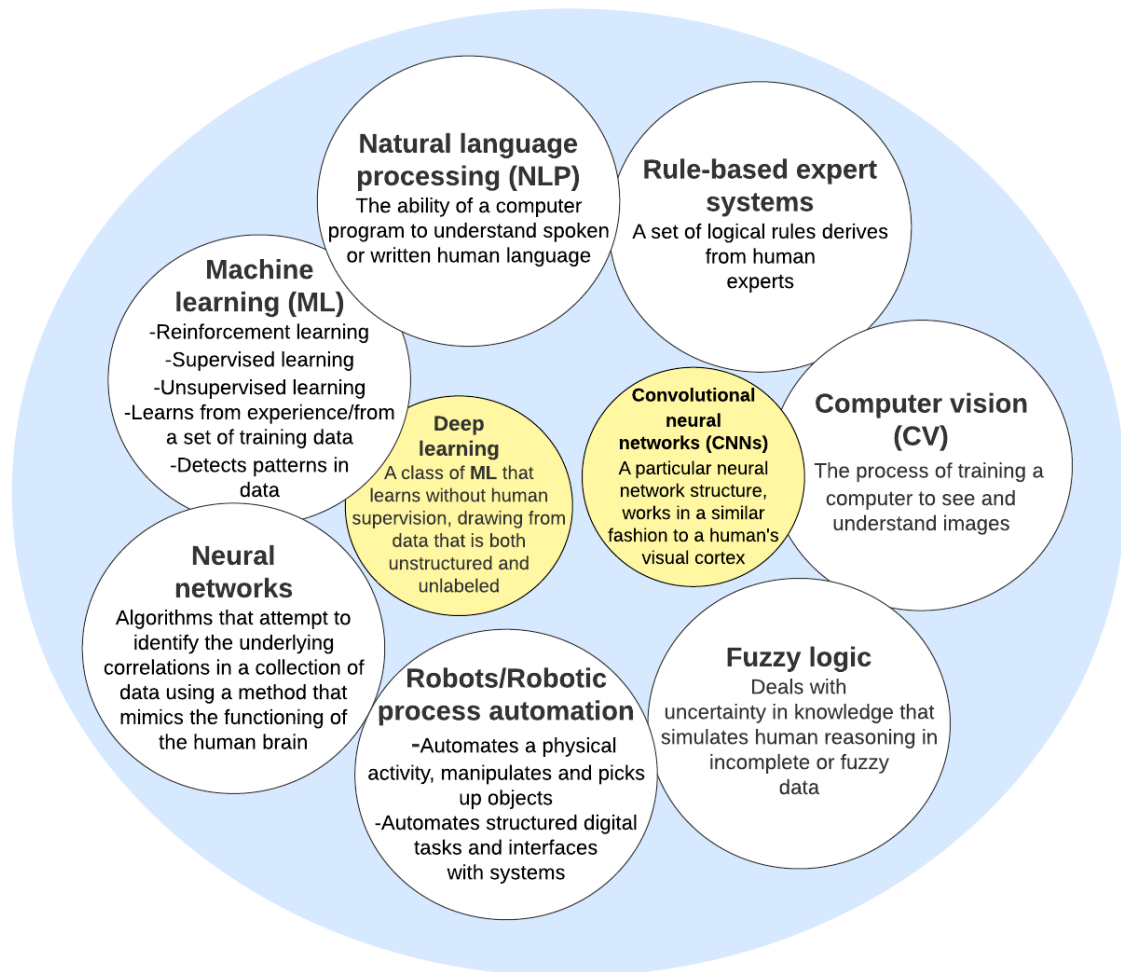 Natural language
processing (NLP)
The ability of a computer
program to understand spoken
or written human language
Rule-based expert
systems
A set of logical rules derives
from human
experts
Machine
learning (ML)
-Reinforcement learning
-Supervised learning
-Unsupervised learning
-Learns from experience/from
a set of training data
-Detects patterns in
data
Deep
learning
A class of ML that
learns without human
supervision, drawing from
data that is both
unstructured and
unlabeled
Convolutional
neural
networks (CNNs)
A particular neural
network structure,
works in a similar
fashion to a human's
visual cortex
Computer vision
(CV)
The process of training a
computer to see and
understand images
Neural
networks
Algorithms that attempt to
identify the underlying
correlations in a collection of
data using a method that
mimics the functioning of
the human brain
Robots/Robotic
process automation
-Automates a physical
activity, manipulates and picks
up objects
-Automates structured digital
tasks and interfaces
with systems
Fuzzy logic
Deals with
uncertainty in knowledge that
simulates human reasoning in
incomplete or fuzzy
data